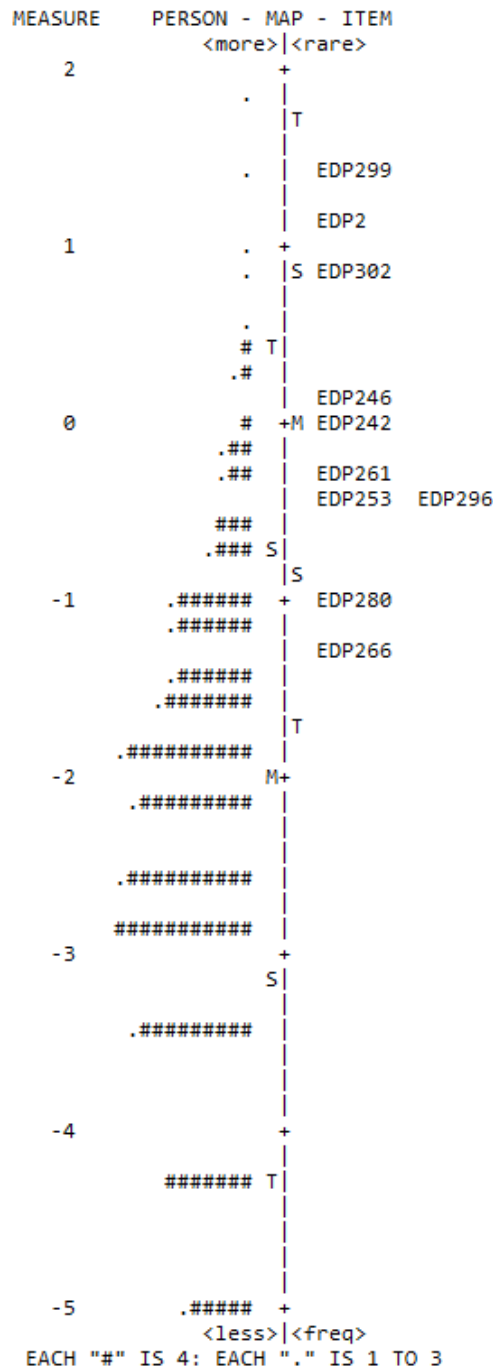 MEASURE    PERSON - MAP - ITEM
               <more>|<rare>
    2                +
                  .  |
                     |T
                     |
                  .  |  EDP299
                     |
                     |  EDP2
    1             .  +
                  .  |S EDP302
                     |
                  .  |
                  # T|
                 .#  |
                     |  EDP246
    0             #  +M EDP242
                .##  |
                .##  |  EDP261
                     |  EDP253  EDP296
                ###  |
               .### S|
                     |S
   -1       .######  +  EDP280
            .######  |
                     |  EDP266
            .######  |
           .#######  |
                     |T
        .##########  |
   -2               M+
         .#########  |
                     |
                     |
        .##########  |
                     |
        ###########  |
   -3                +
                    S|
                     |
         .#########  |
                     |
                     |
                     |
   -4                +
                     |
            ####### T|
                     |
                     |
                     |
                     |
   -5        .#####  +
               <less>|<freq>
 EACH "#" IS 4: EACH "." IS 1 TO 3